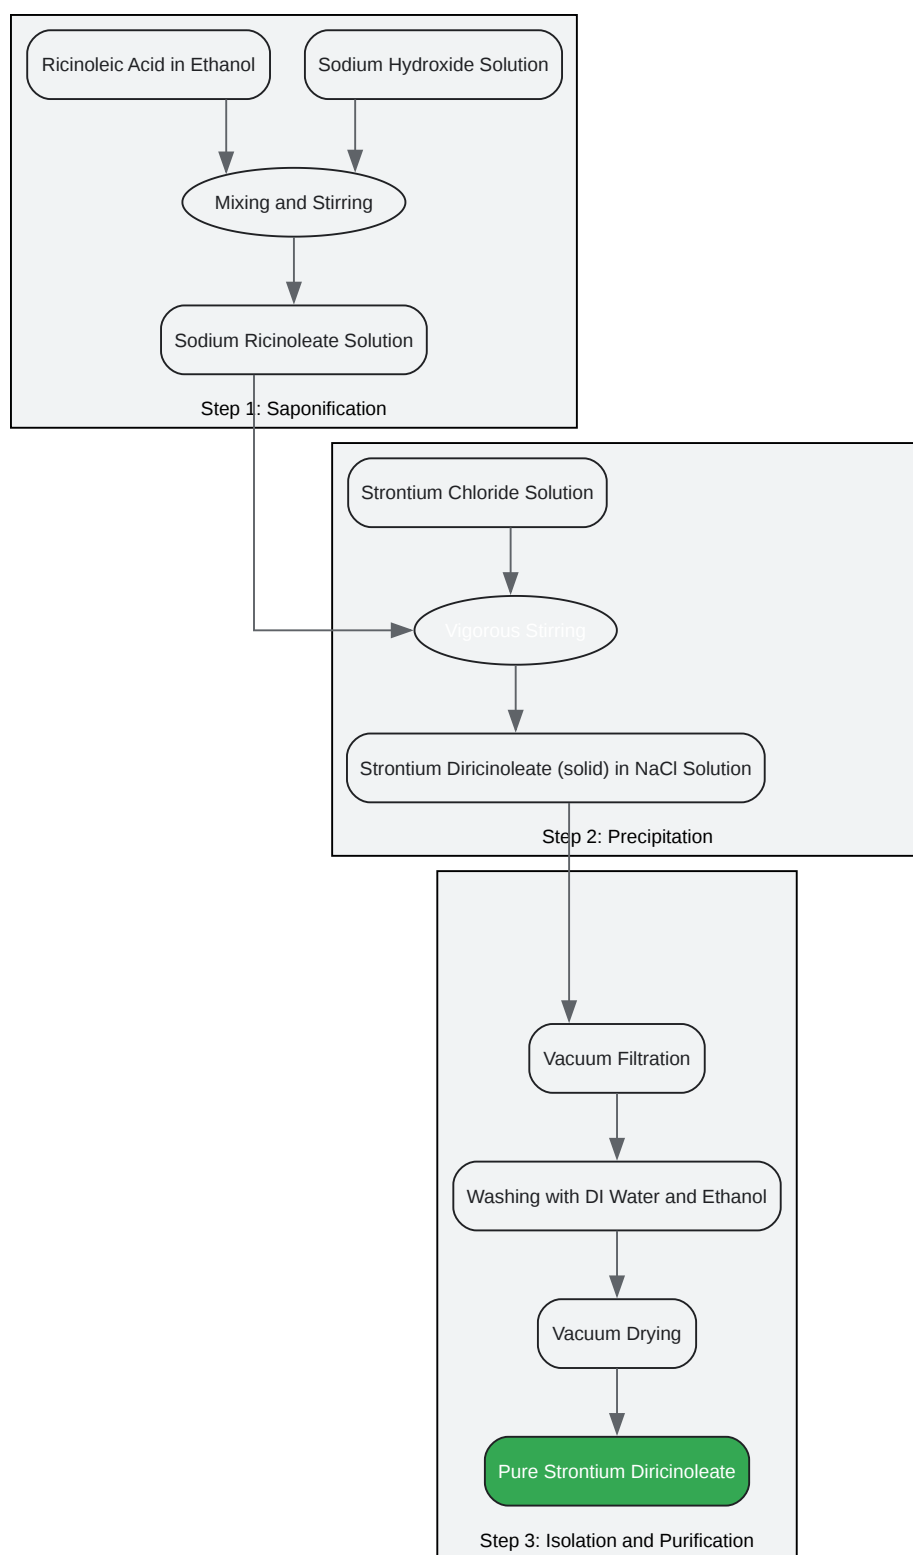 Ricinoleic Acid in Ethanol
Sodium Hydroxide Solution
Mixing and Stirring
Sodium Ricinoleate Solution
Step 1: Saponification
Strontium Chloride Solution
Vigorous Stirring
Strontium Diricinoleate (solid) in NaCl Solution
Step 2: Precipitation
Vacuum Filtration
Washing with DI Water and Ethanol
Vacuum Drying
Pure Strontium Diricinoleate
Step 3: Isolation and Purification